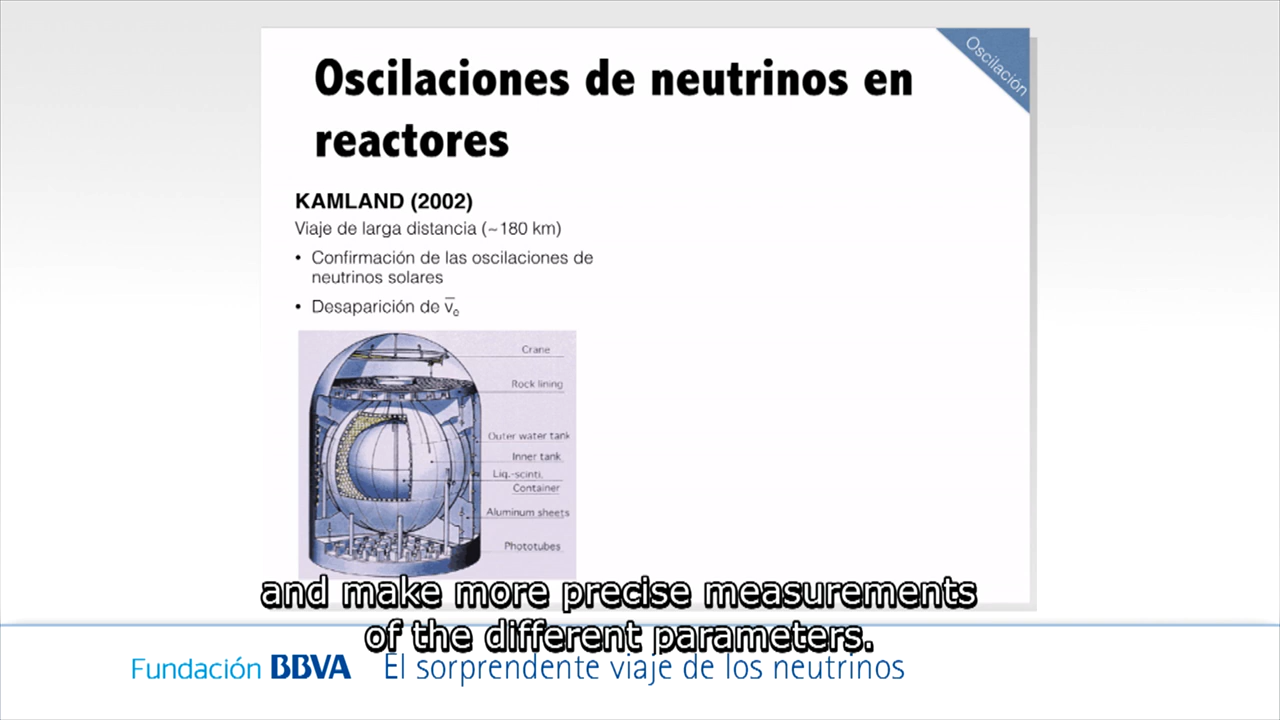 Oscilación
Oscilaciones de neutrinos en
reactores
KAMLAND (2002)
Viaje de larga distancia (~180 km)
• Confirmación de las oscilaciones de
neutrinos solares
• Desaparición de ν̅e
Crane
Rock lining
Outer water tank
Inner tank
Liq.-scinti.
Container
Aluminum sheets
Phototubes
and make more precise measurements
of the different parameters.
Fundación BBVA El sorprendente viaje de los neutrinos